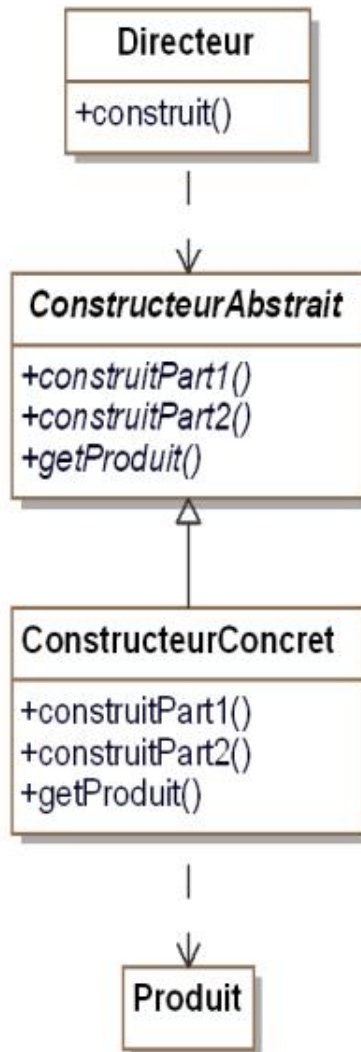 Directeur
+construit()
ConstructeurAbstrait
+construitPart1()
+construitPart2()
+getProduit()
ConstructeurConcret
+construitPart1()
+construitPart2()
+getProduit()
Produit